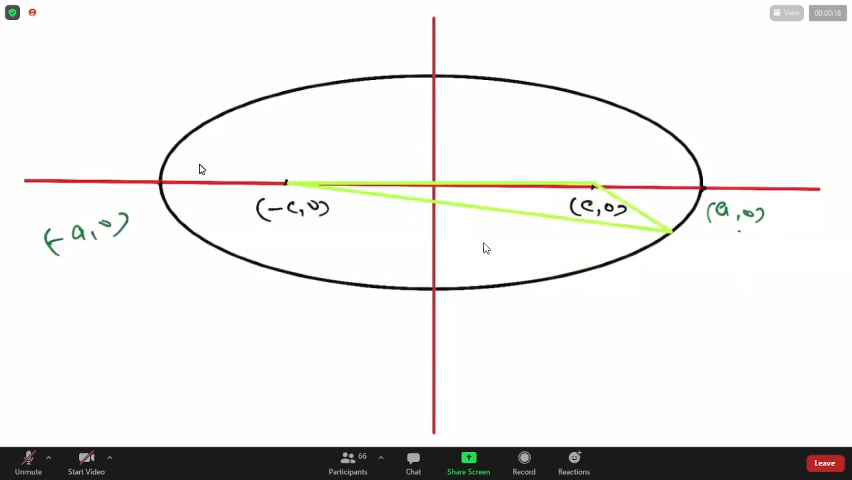 View
00:00:18
(-c,0)
(c,0)
(a,0)
(-a,0)
66
Unmute
Start Video
Participants
Chat
Share Screen
Record
Reactions
Leave